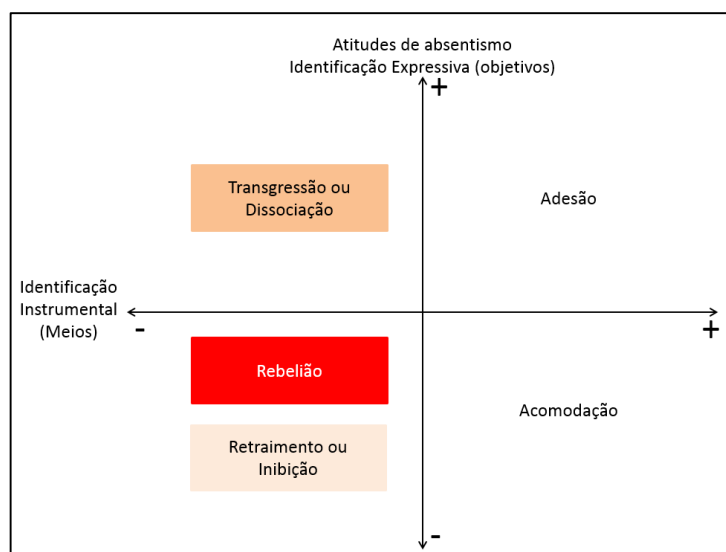 Atitudes de absentismo
Identificação Expressiva (objetivos)
+
Transgressão ou
Dissociação
Adesão
Identificação
Instrumental
(Meios)
-
+
Rebelião
Acomodação
Retraimento ou
Inibição
-